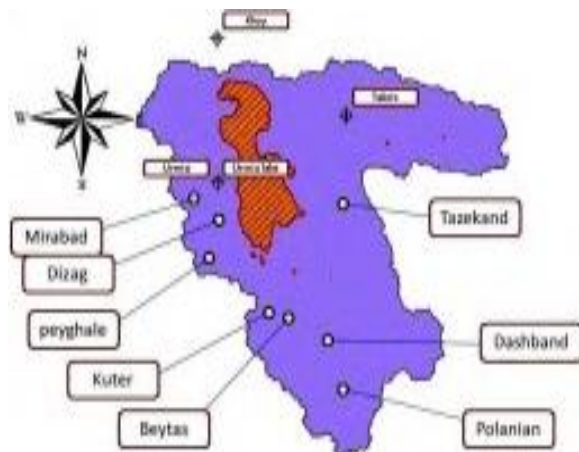 Khoy
N
W
E
S
Tabriz
Urmia
Urmia lake
Mirabad
Tazekand
Dizag
peyghale
Kuter
Dashband
Beytas
Polanian